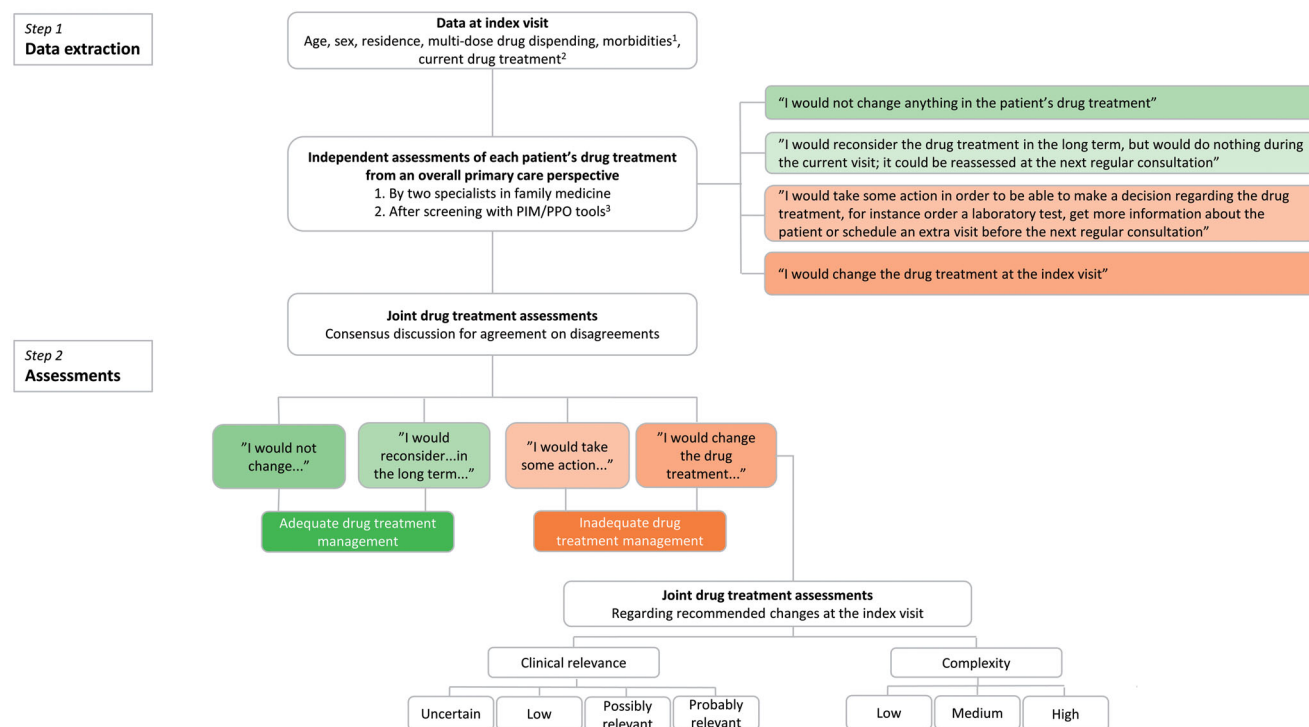 Step 1
Data extraction
Data at index visit
Age, sex, residence, multi-dose drug dispending, morbidities¹,
current drug treatment²
Independent assessments of each patient’s drug treatment
from an overall primary care perspective
1. By two specialists in family medicine
2. After screening with PIM/PPO tools³
“I would not change anything in the patient’s drug treatment”
”I would reconsider the drug treatment in the long term, but would do nothing during
the current visit; it could be reassessed at the next regular consultation”
”I would take some action in order to be able to make a decision regarding the drug
treatment, for instance order a laboratory test, get more information about the
patient or schedule an extra visit before the next regular consultation”
“I would change the drug treatment at the index visit”
Joint drug treatment assessments
Consensus discussion for agreement on disagreements
Step 2
Assessments
”I would not
change...”
”I would
reconsider...in
the long term...”
”I would take
some action...”
”I would change
the drug
treatment...”
Adequate drug treatment
management
Inadequate drug
treatment management
Joint drug treatment assessments
Regarding recommended changes at the index visit
Clinical relevance
Complexity
Uncertain
Low
Possibly
relevant
Probably
relevant
Low
Medium
High